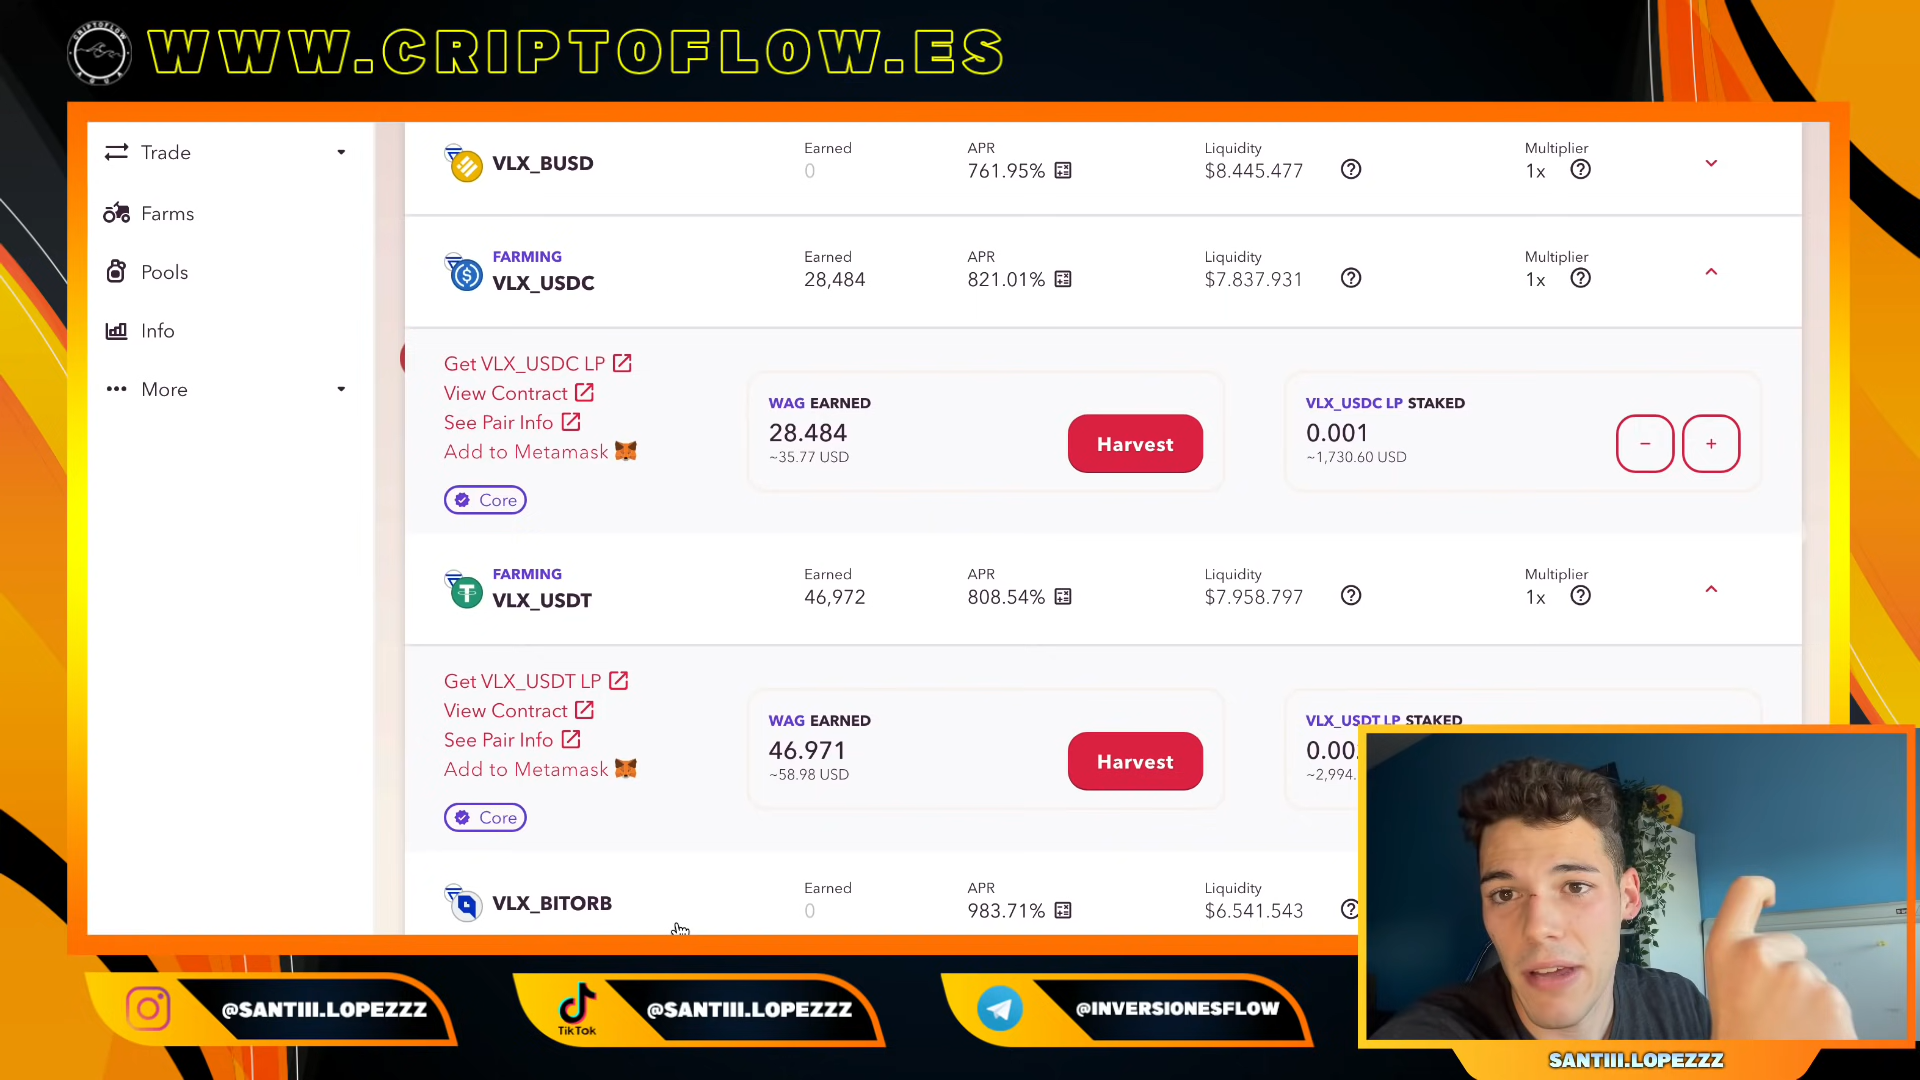 WWW.CRIPTOFLOW.ES
CRIPTOFLOW
Trade
Farms
Pools
Info
More
VLX_BUSD
Earned
0
APR
761.95%
Liquidity
$8.445.477
Multiplier
1x
FARMING
VLX_USDC
Earned
28,484
APR
821.01%
Liquidity
$7.837.931
Multiplier
1x
Get VLX_USDC LP
View Contract
See Pair Info
Add to Metamask
Core
WAG EARNED
28.484
~35.77 USD
Harvest
VLX_USDC LP STAKED
0.001
~1,730.60 USD
FARMING
VLX_USDT
Earned
46,972
APR
808.54%
Liquidity
$7.958.797
Multiplier
1x
Get VLX_USDT LP
View Contract
See Pair Info
Add to Metamask
Core
WAG EARNED
46.971
~58.98 USD
Harvest
VLX_USDT LP STAKED
0.00
~2,994.
VLX_BITORB
Earned
0
APR
983.71%
Liquidity
$6.541.543
@SANTIII.LOPEZZZ
TikTok
@SANTIII.LOPEZZZ
@INVERSIONESFLOW
SANTIII.LOPEZZZ